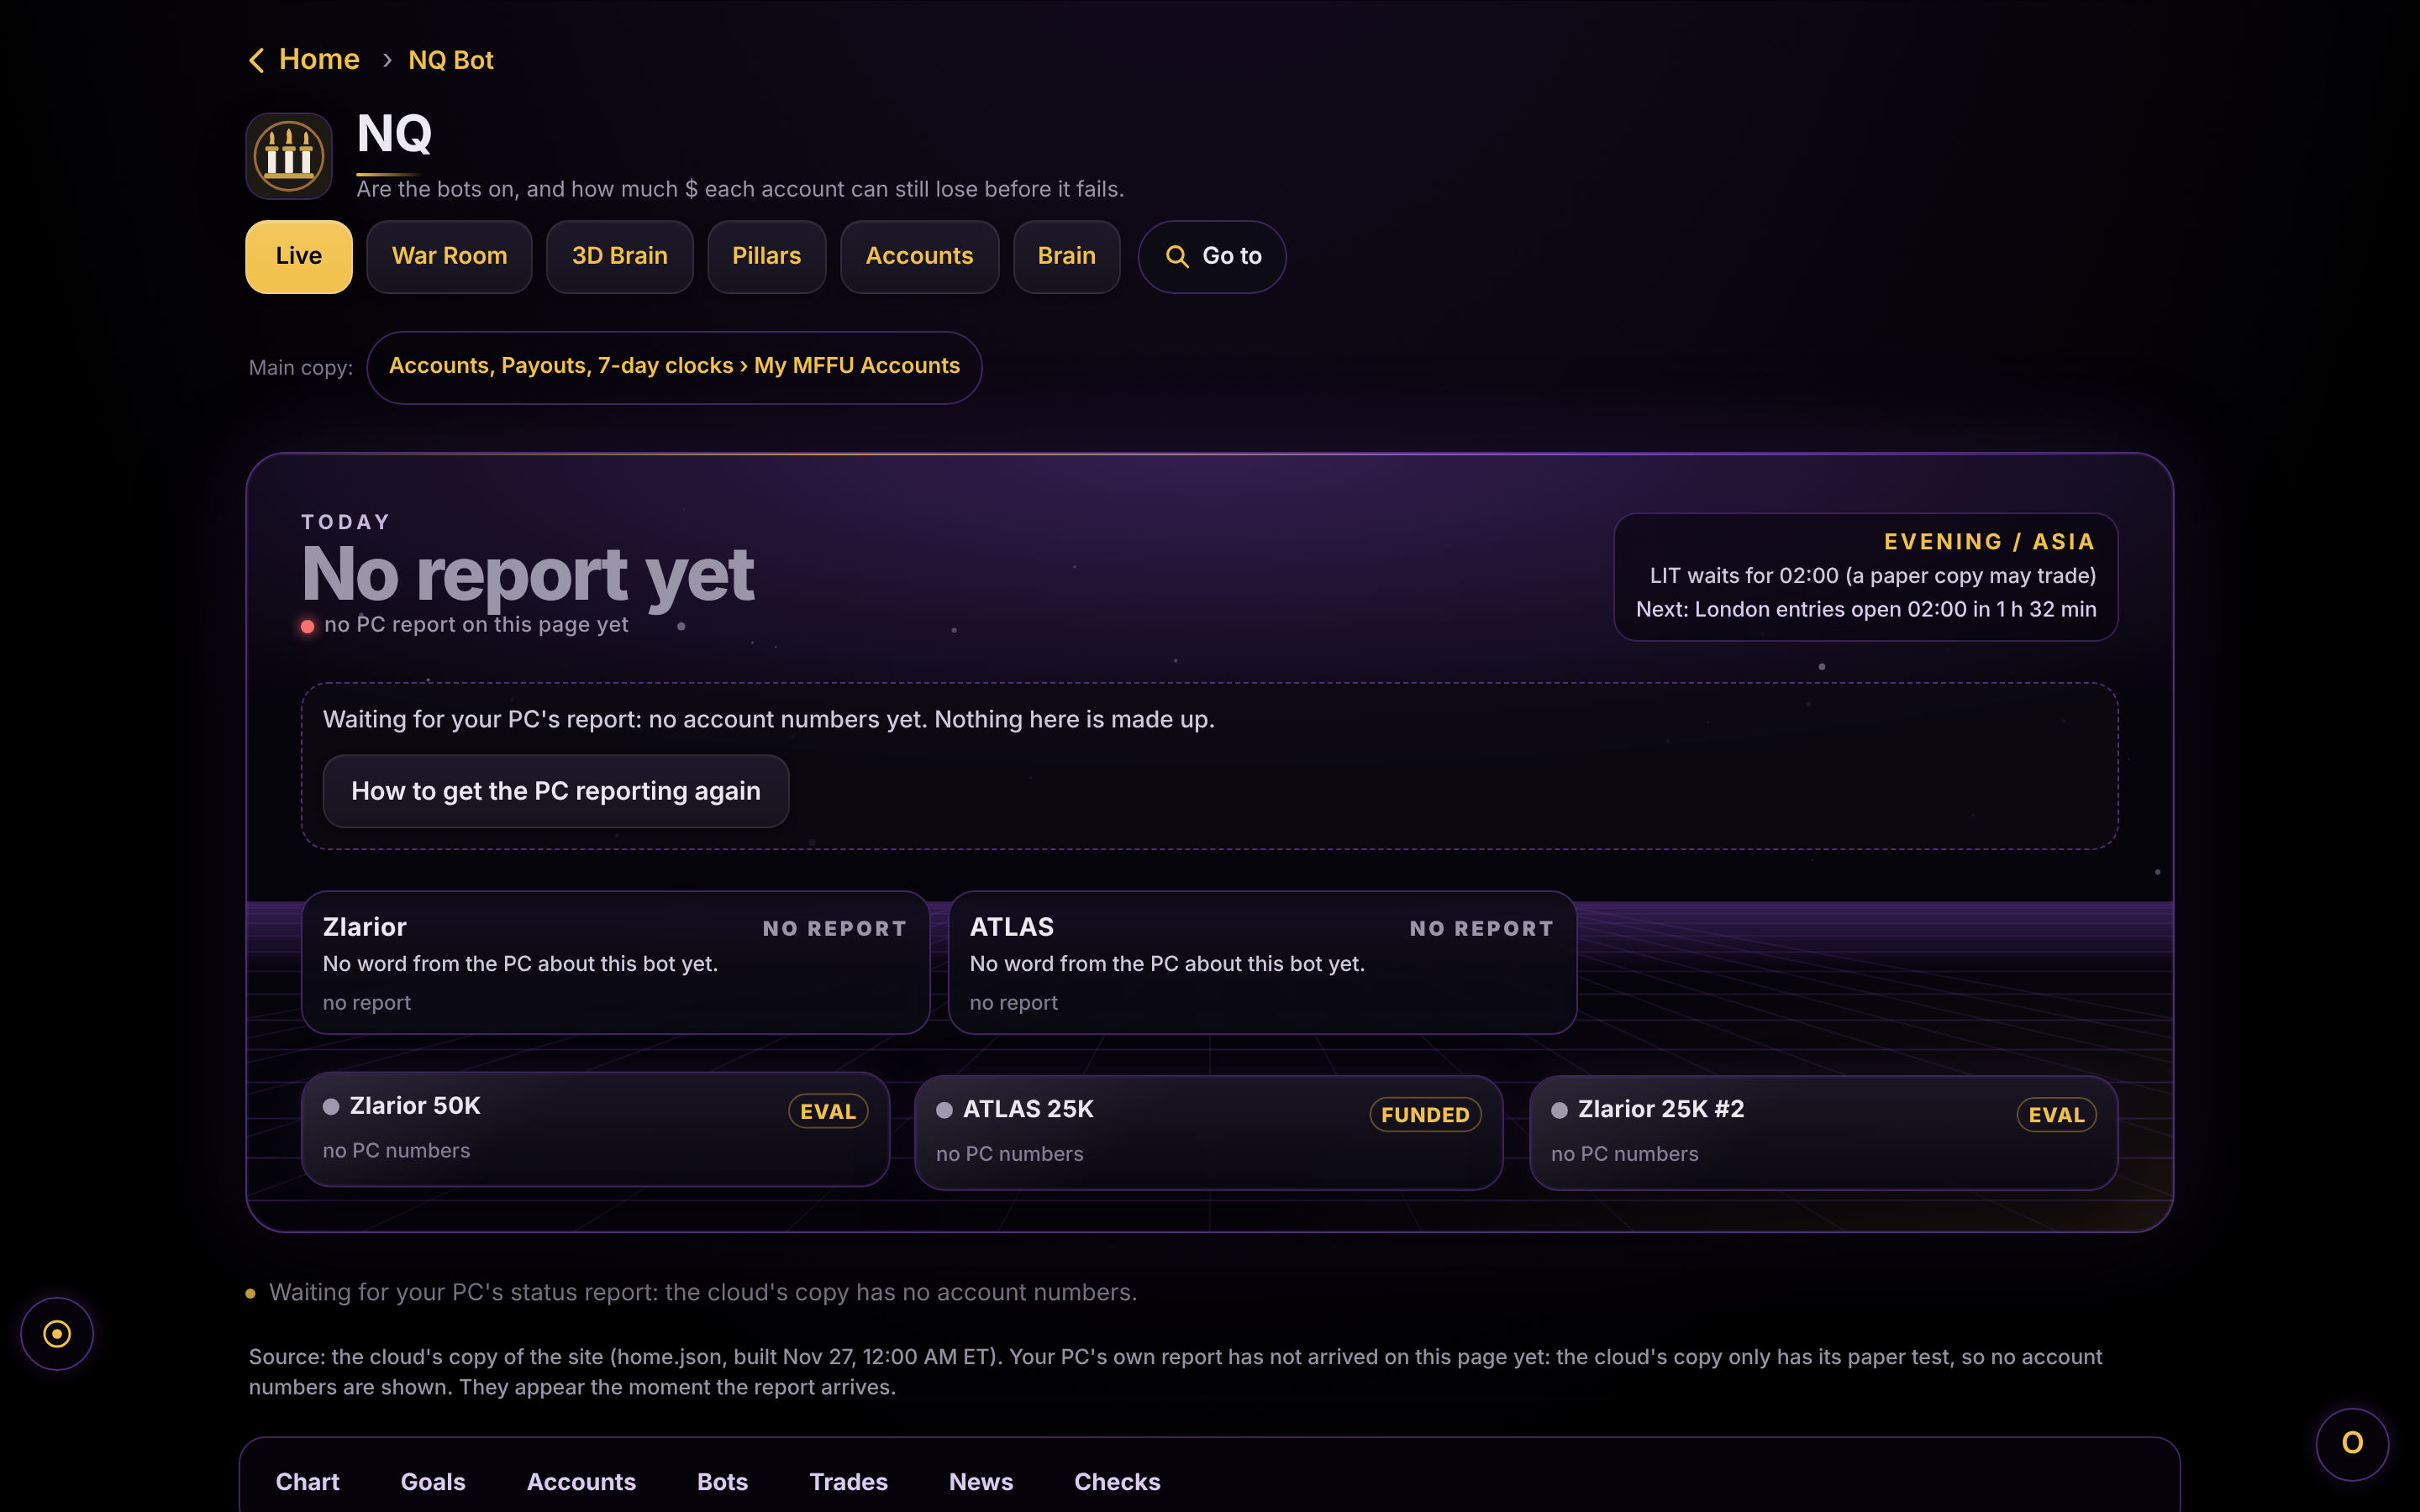 Home › NQ Bot
NQ
Are the bots on, and how much $ each account can still lose before it fails.
Live
War Room
3D Brain
Pillars
Accounts
Brain
Go to
Main copy:
Accounts, Payouts, 7-day clocks › My MFFU Accounts
TODAY
No report yet
no PC report on this page yet
EVENING / ASIA
LIT waits for 02:00 (a paper copy may trade)
Next: London entries open 02:00 in 1 h 32 min
Waiting for your PC's report: no account numbers yet. Nothing here is made up.
How to get the PC reporting again
Zlarior
NO REPORT
No word from the PC about this bot yet.
no report
ATLAS
NO REPORT
No word from the PC about this bot yet.
no report
Zlarior 50K
EVAL
no PC numbers
ATLAS 25K
FUNDED
no PC numbers
Zlarior 25K #2
EVAL
no PC numbers
Waiting for your PC's status report: the cloud's copy has no account numbers.
Source: the cloud's copy of the site (home.json, built Nov 27, 12:00 AM ET). Your PC's own report has not arrived on this page yet: the cloud's copy only has its paper test, so no account
numbers are shown. They appear the moment the report arrives.
O
Chart
Goals
Accounts
Bots
Trades
News
Checks